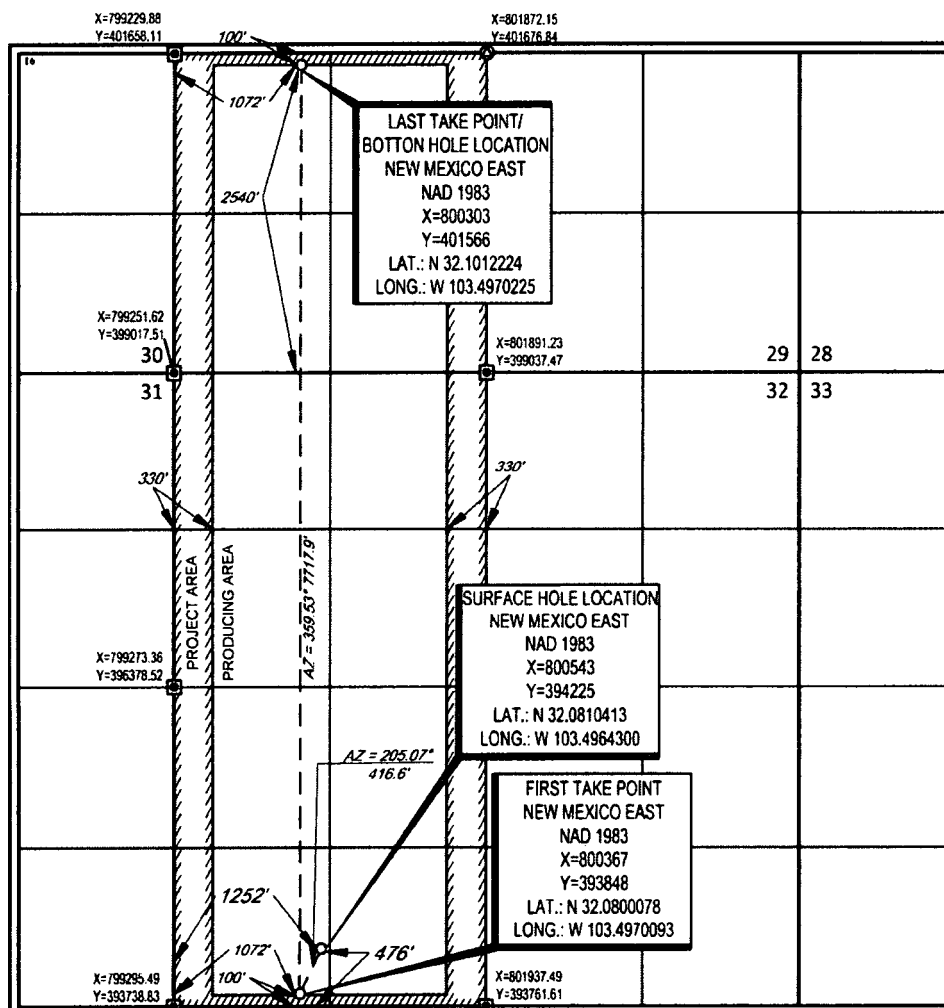 X=799229.88
Y=401658.11
X=801872.15
Y=401676.84
100'
16
1072'
LAST TAKE POINT/
BOTTON HOLE LOCATION
NEW MEXICO EAST
NAD 1983
X=800303
Y=401566
LAT.: N 32.1012224
LONG.: W 103.4970225
2540'
X=799251.62
Y=399017.51
X=801891.23
Y=399037.47
30
29 28
31
32 33
330'
330'
PROJECT AREA
PRODUCING AREA
AZ = 359.53° 7717.9'
SURFACE HOLE LOCATION
NEW MEXICO EAST
NAD 1983
X=800543
Y=394225
LAT.: N 32.0810413
LONG.: W 103.4964300
X=799273.36
Y=396378.52
AZ = 205.07°
416.6'
FIRST TAKE POINT
NEW MEXICO EAST
NAD 1983
X=800367
Y=393848
LAT.: N 32.0800078
LONG.: W 103.4970093
1252'
1072'
476'
100'
X=799295.49
Y=393738.83
X=801937.49
Y=393761.61